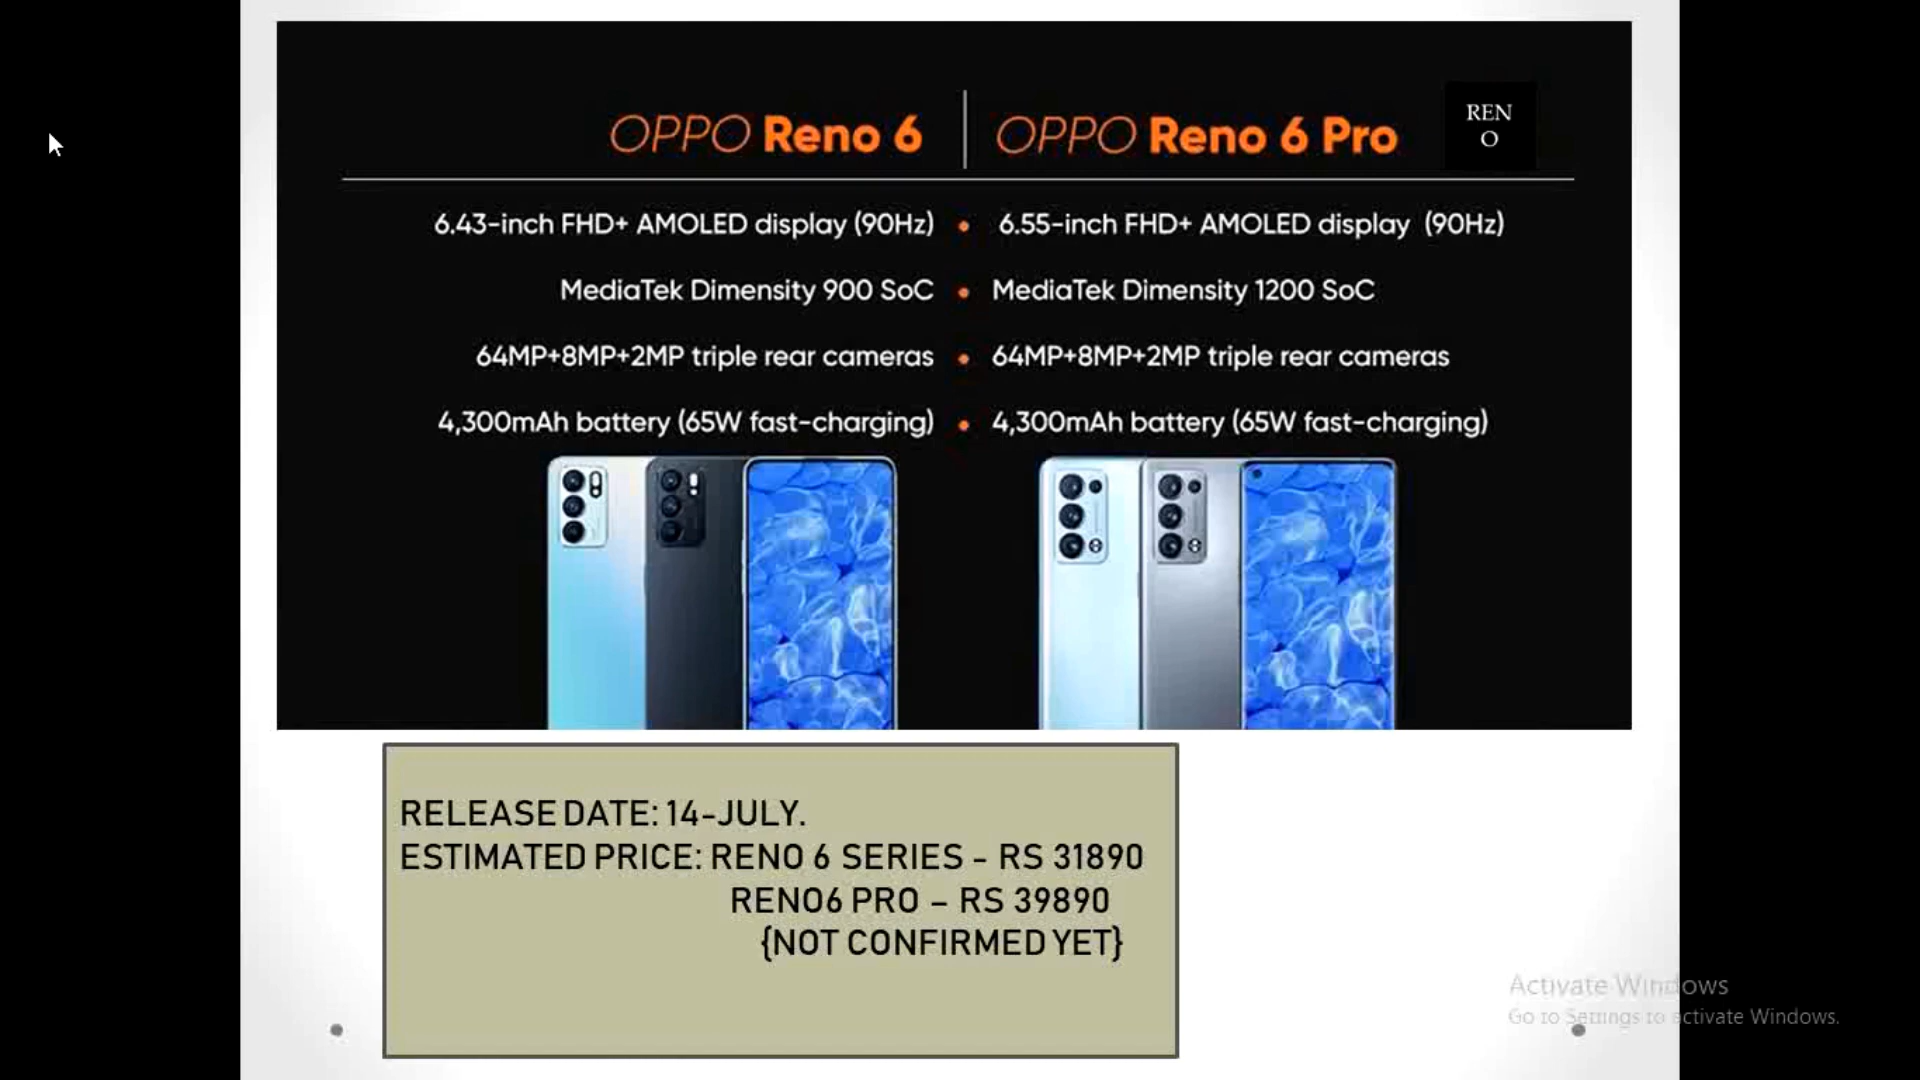 OPPO Reno 6
OPPO Reno 6 Pro
REN
O
6.43-inch FHD+ AMOLED display (90Hz)
6.55-inch FHD+ AMOLED display (90Hz)
MediaTek Dimensity 900 SoC
MediaTek Dimensity 1200 SoC
64MP+8MP+2MP triple rear cameras
64MP+8MP+2MP triple rear cameras
4,300mAh battery (65W fast-charging)
4,300mAh battery (65W fast-charging)
RELEASE DATE: 14-JULY.
ESTIMATED PRICE: RENO 6 SERIES - RS 31890
RENO6 PRO – RS 39890
{NOT CONFIRMED YET}
Activate Windows
Go to Settings to activate Windows.